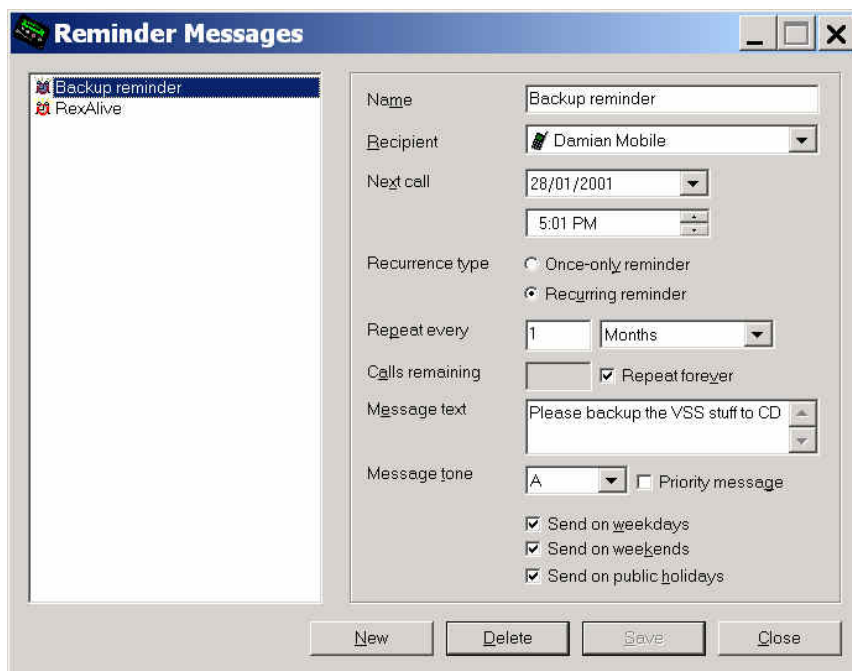 Reminder Messages
Backup reminder
RexAlive
Name
Backup reminder
Recipient
Damian Mobile
Next call
28/01/2001
5:01 PM
Recurrence type
Once-only reminder
Recurring reminder
Repeat every
1
Months
Calls remaining
Repeat forever
Message text
Please backup the VSS stuff to CD
Message tone
A
Priority message
Send on weekdays
Send on weekends
Send on public holidays
New
Delete
Save
Close